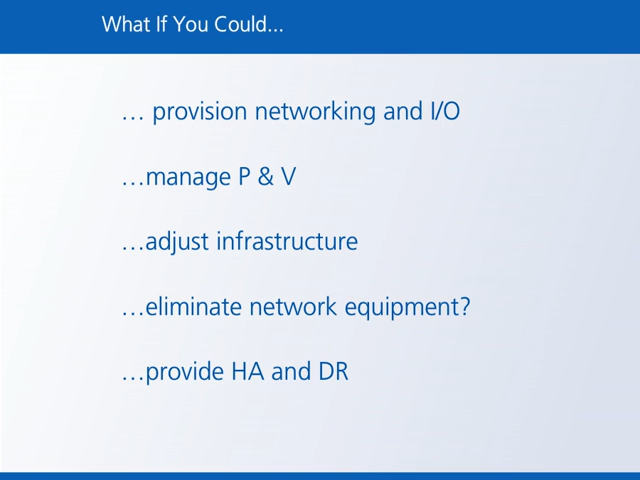 What If You Could...
... provision networking and I/O
...manage P & V
...adjust infrastructure
...eliminate network equipment?
...provide HA and DR